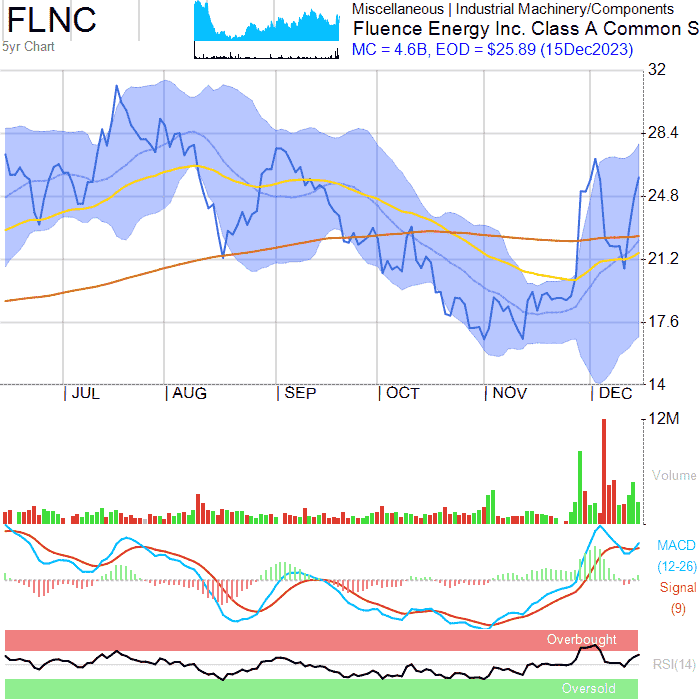 FLNC
5yr Chart
Miscellaneous | Industrial Machinery/Components
Fluence Energy Inc. Class A Common S
MC = 4.6B, EOD = $25.89 (15Dec2023)
32
28.4
24.8
21.2
17.6
14
JUL
AUG
SEP
OCT
NOV
DEC
12M
Volume
MACD
(12-26)
Signal
(9)
Overbought
RSI(14)
Oversold